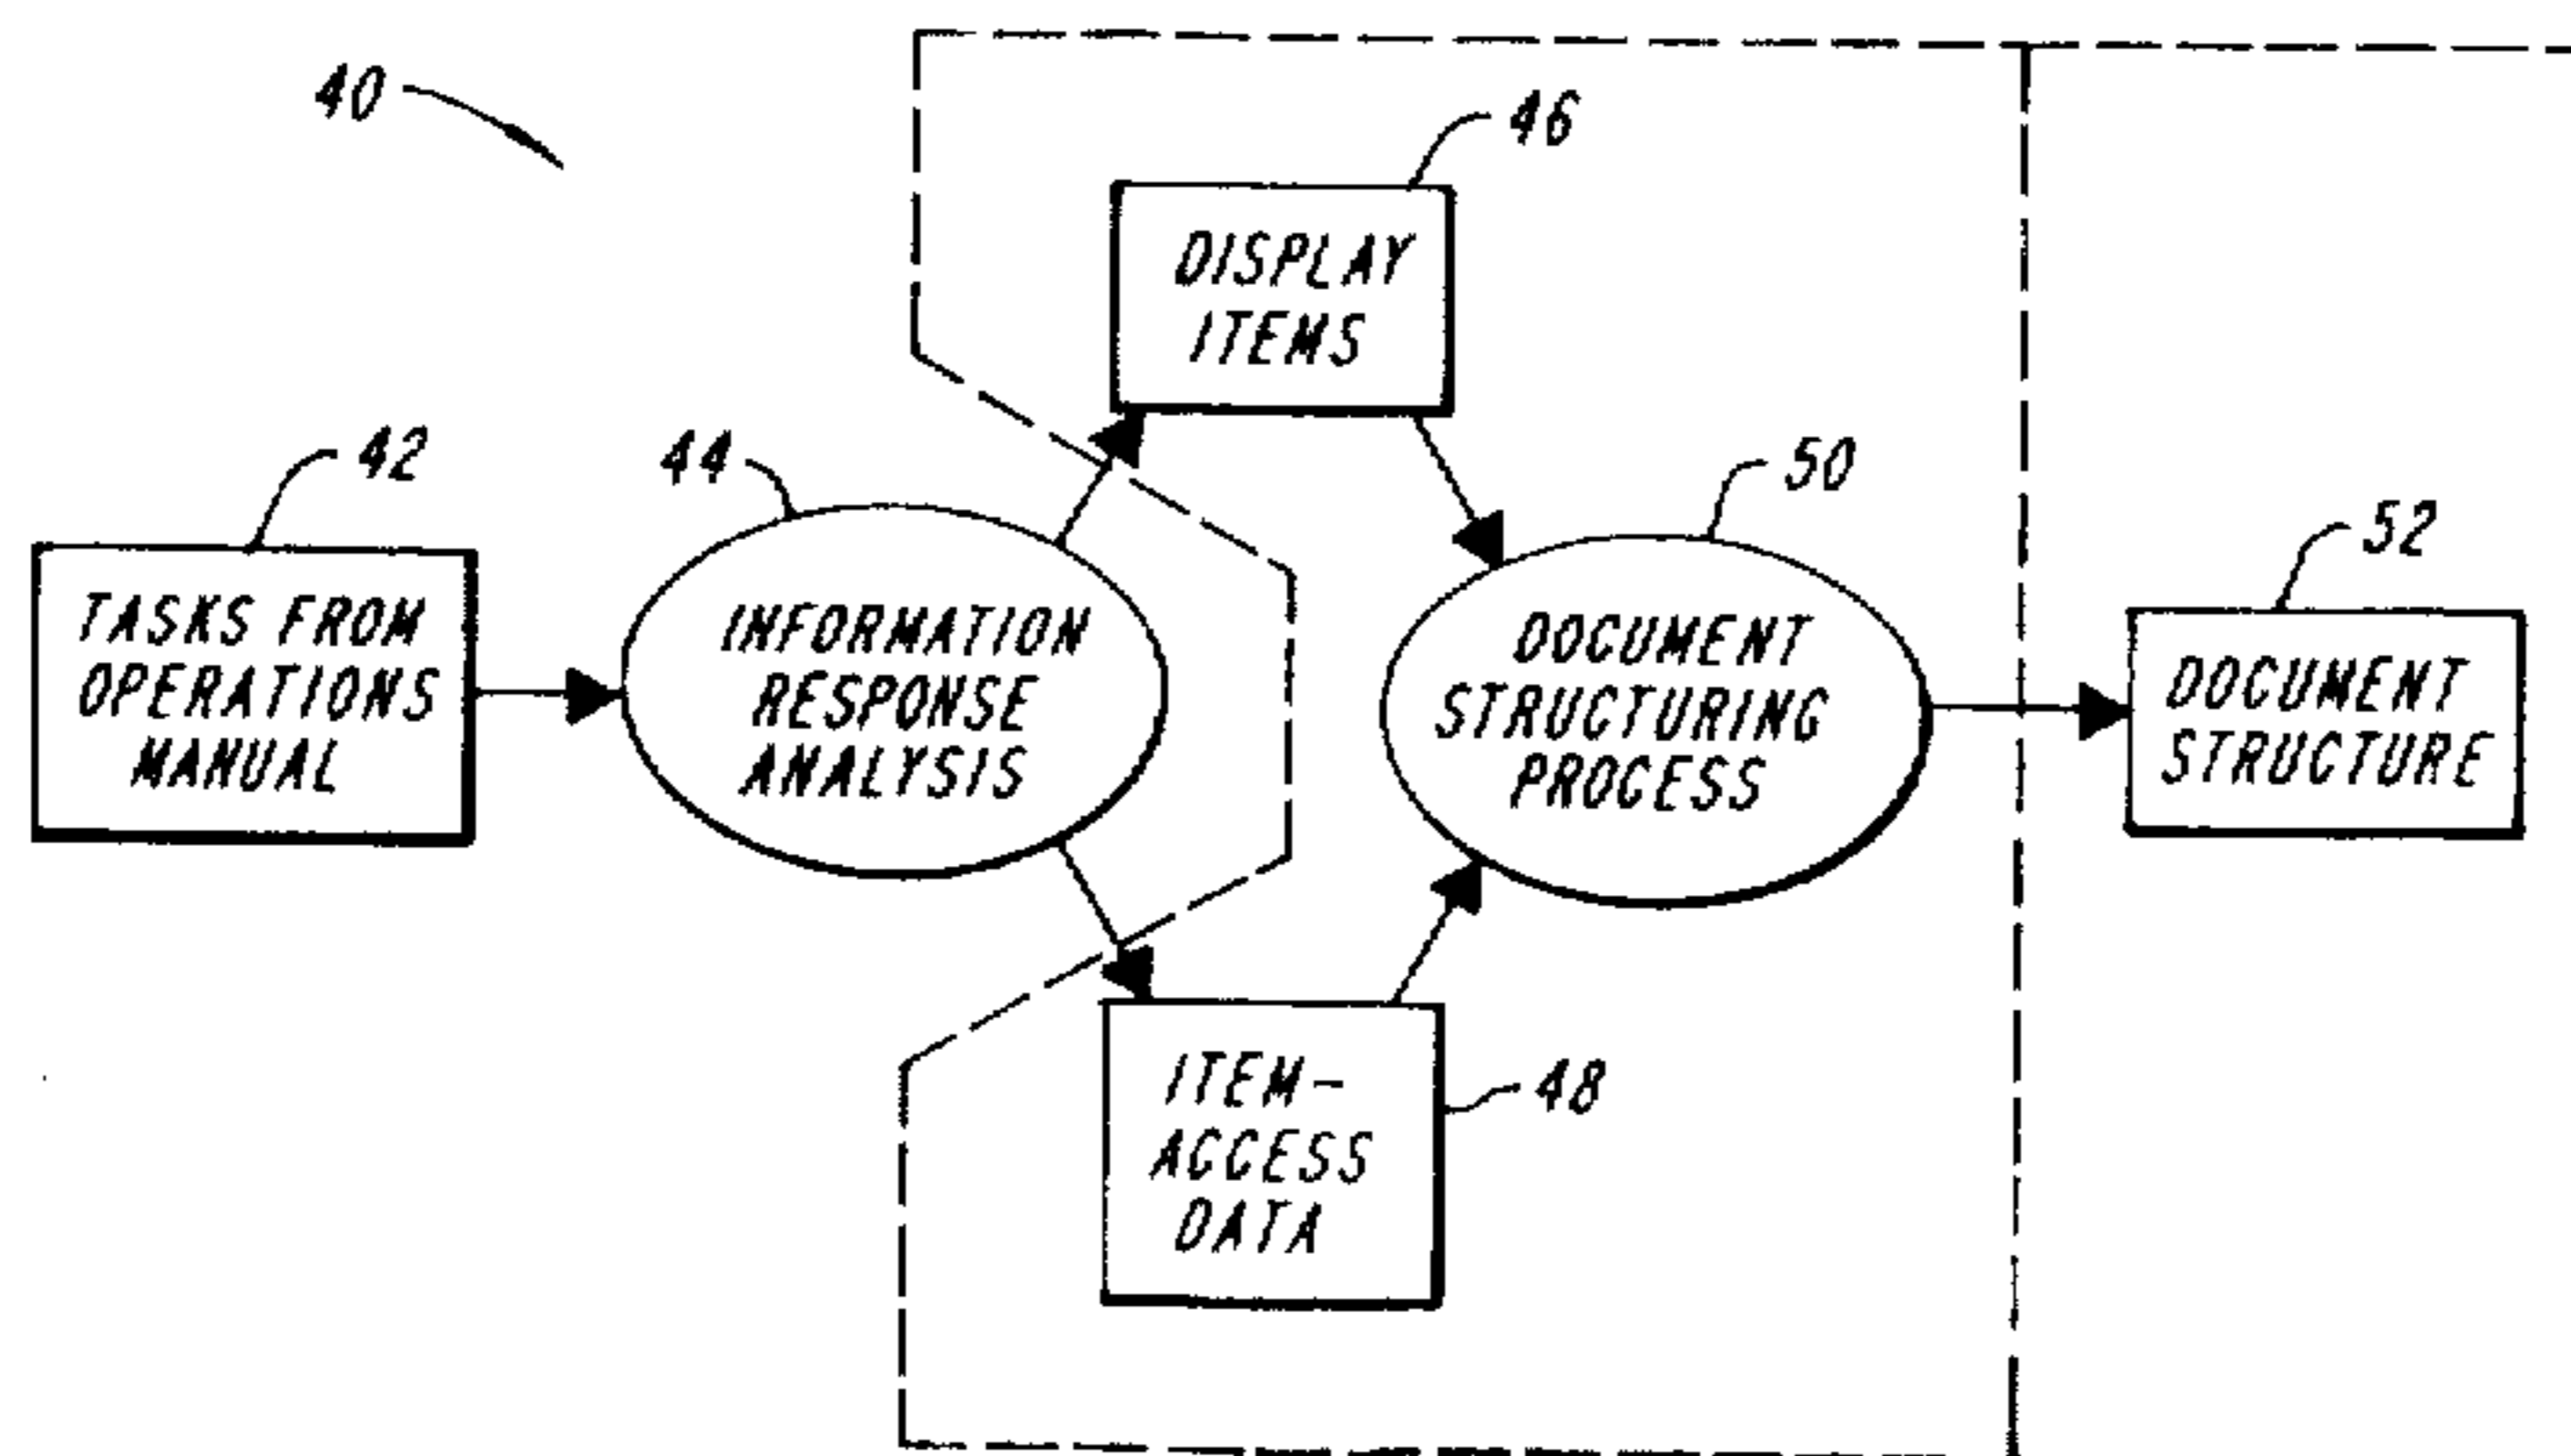 40
46
DISPLAY
ITEMS
42
44
50
52
TASKS FROM
OPERATIONS
MANUAL
INFORMATION
RESPONSE
ANALYSIS
DOCUMENT
STRUCTURING
PROCESS
DOCUMENT
STRUCTURE
ITEM-
ACCESS
DATA
48